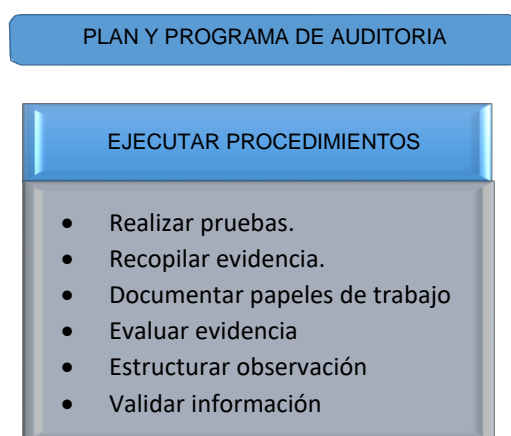 PLAN Y PROGRAMA DE AUDITORIA
EJECUTAR PROCEDIMIENTOS
• Realizar pruebas.
• Recopilar evidencia.
• Documentar papeles de trabajo
• Evaluar evidencia
• Estructurar observación
• Validar información